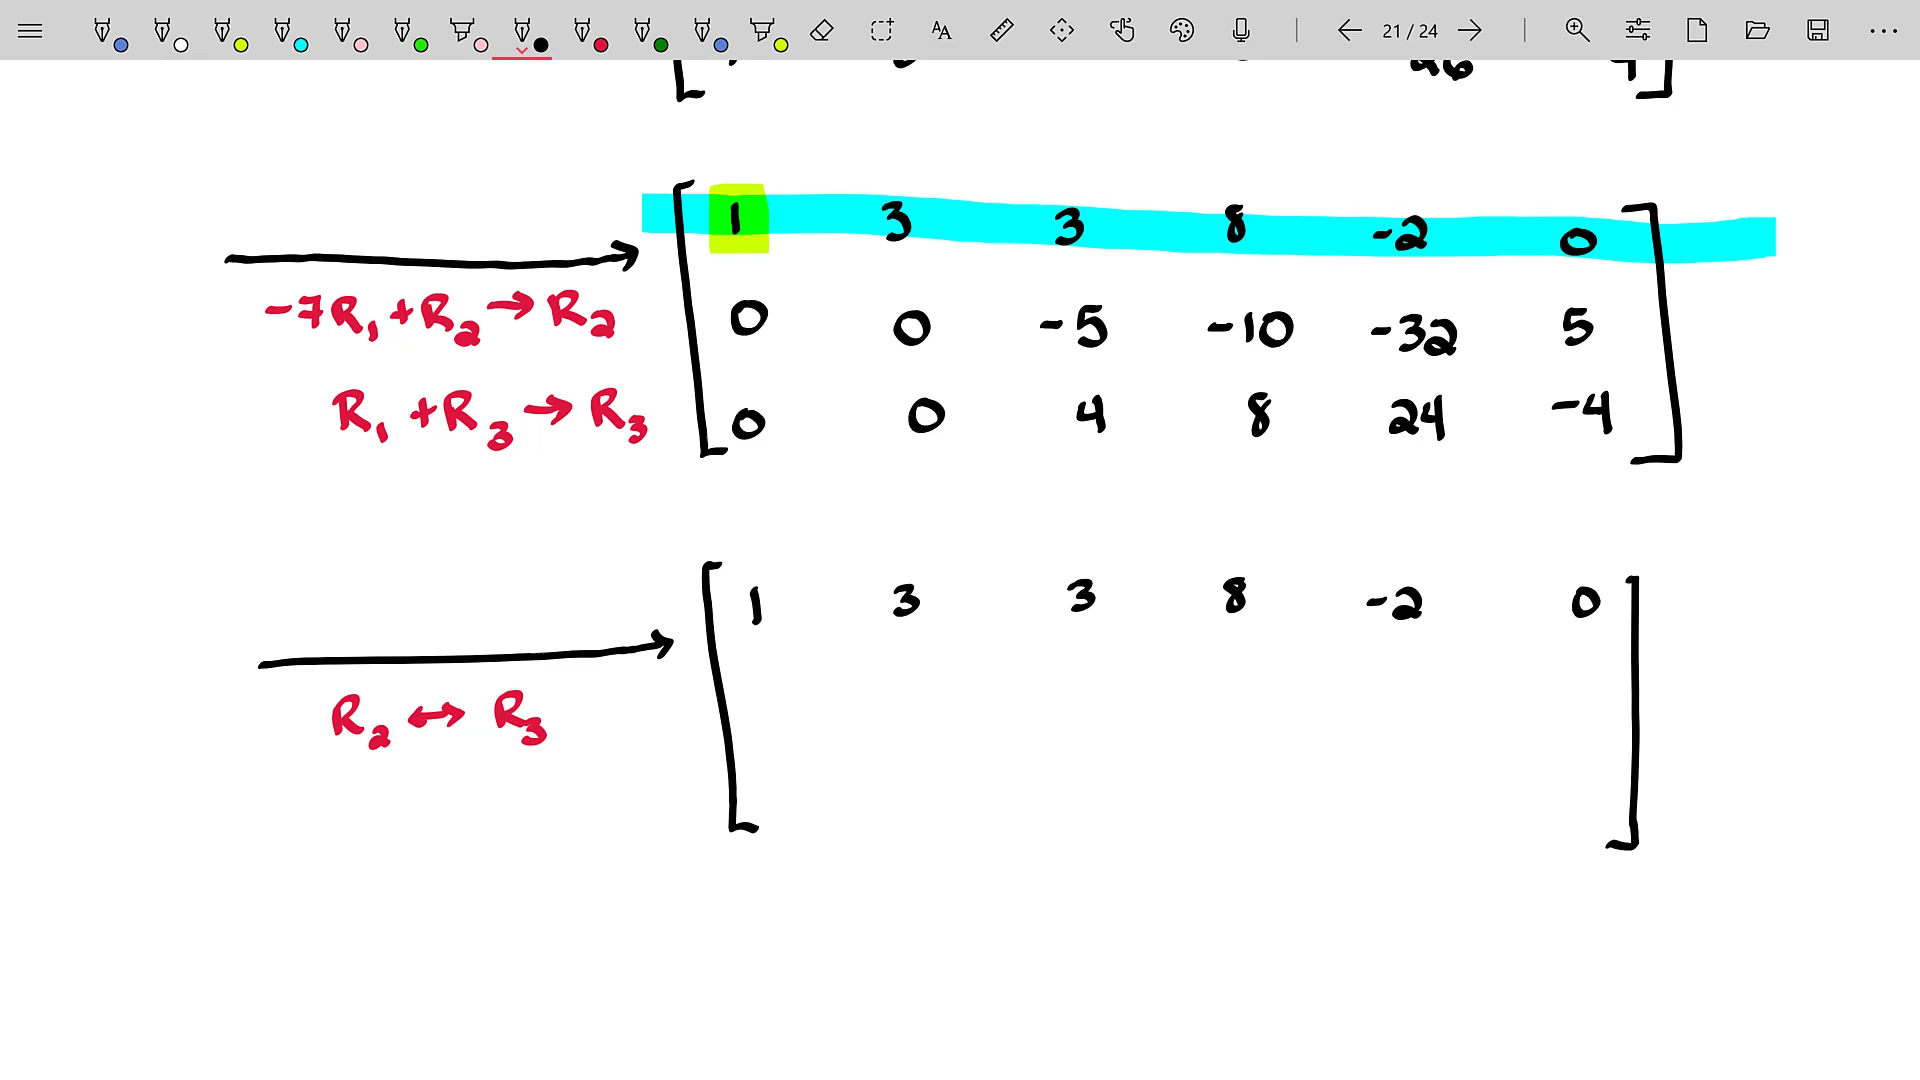 21 / 24
1 3 3 8 -2 0
-7R₁ + R₂ → R₂ 0 0 -5 -10 -32 5
R₁ + R₃ → R₃ 0 0 4 8 24 -4
1 3 3 8 -2 0
R₂ ↔ R₃